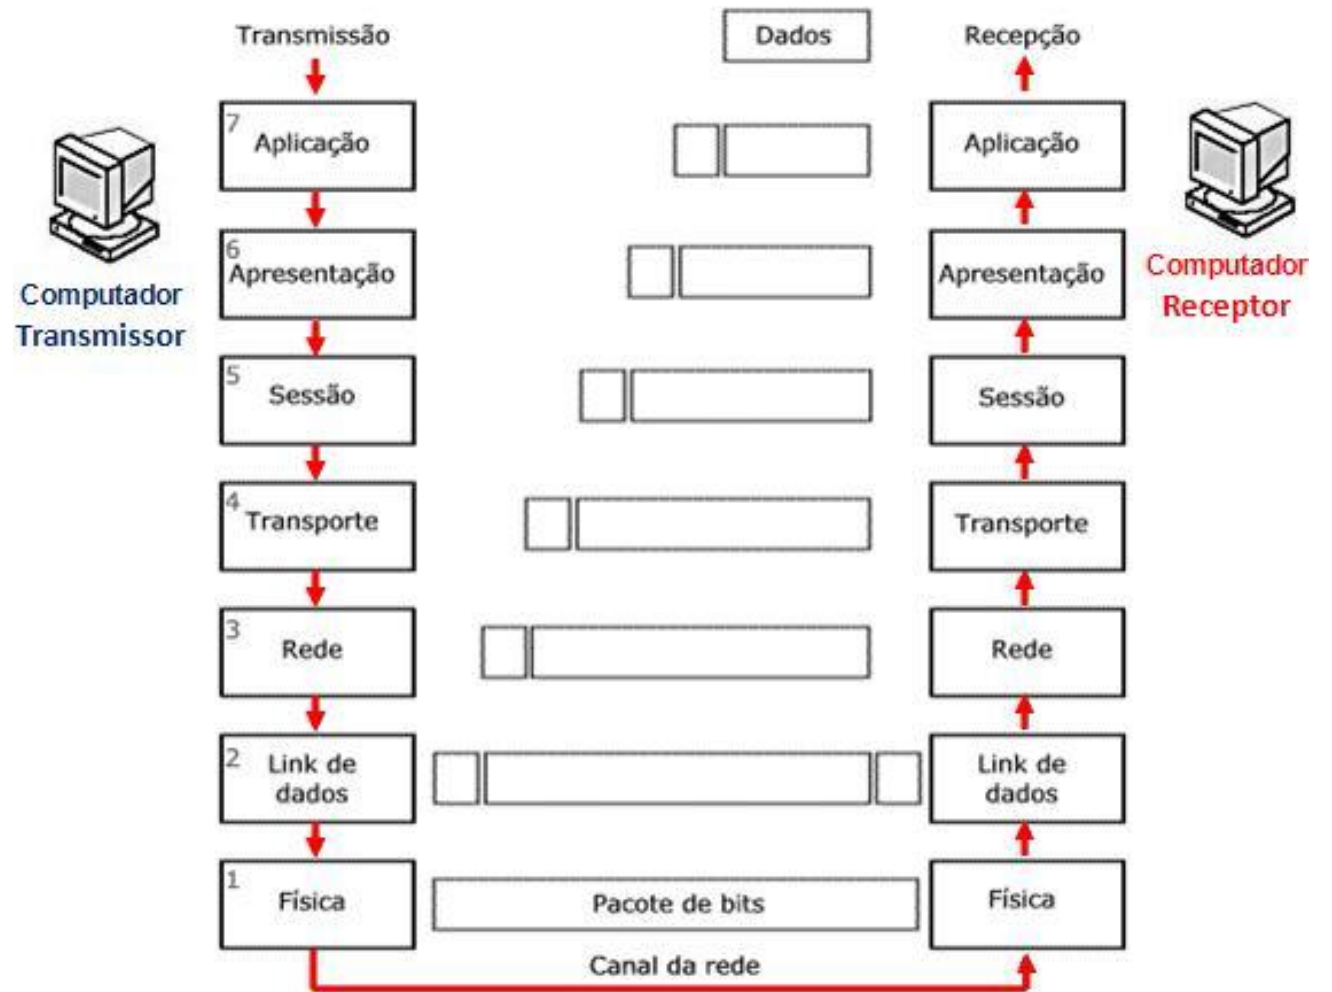 Transmissão
Dados
Recepção
7
Aplicação
Aplicação
6
Apresentação
Apresentação
Computador
Transmissor
Computador
Receptor
5
Sessão
Sessão
4
Transporte
Transporte
3
Rede
Rede
2
Link de
dados
Link de
dados
1
Física
Pacote de bits
Física
Canal da rede